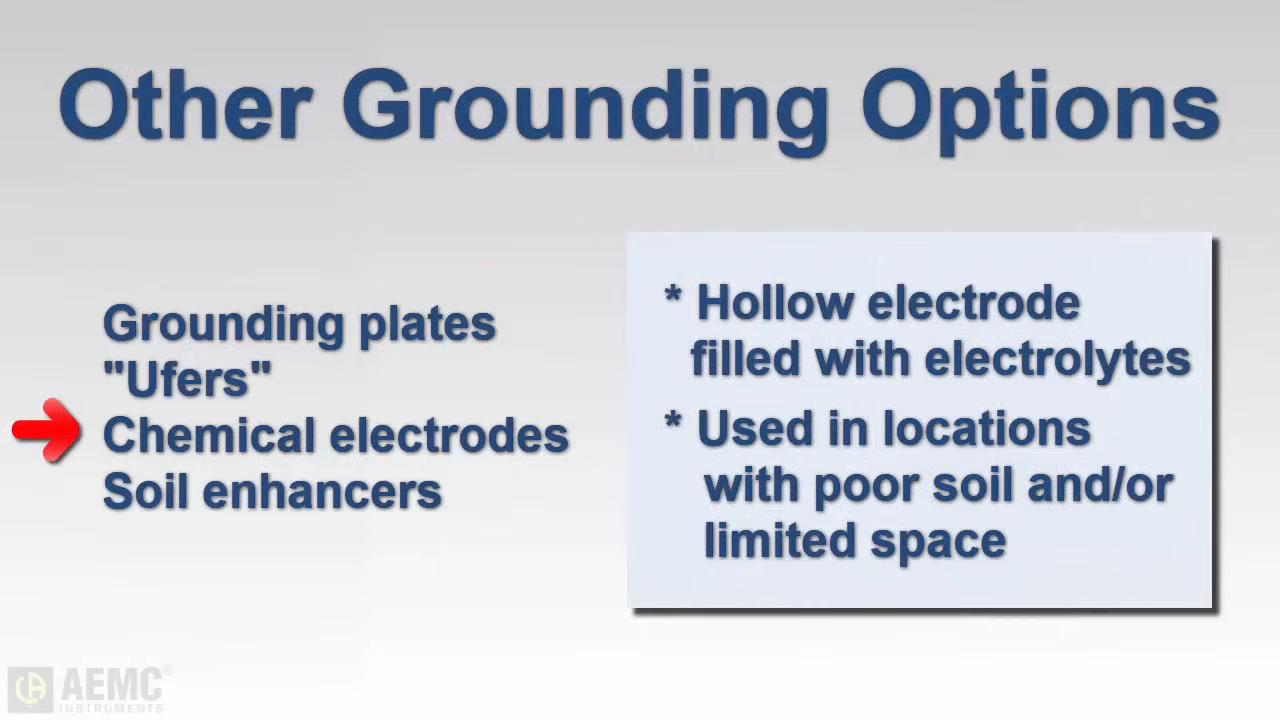 Other Grounding Options
Grounding plates
"Ufers"
Chemical electrodes
Soil enhancers
* Hollow electrode
filled with electrolytes
* Used in locations
with poor soil and/or
limited space
AEMC®
INSTRUMENTS